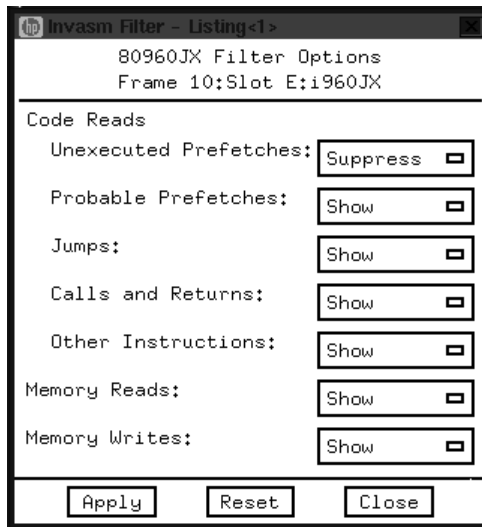 hp Invasm Filter - Listing<1>
80960JX Filter Options
Frame 10:Slot E:i960JX
Code Reads
Unexecuted Prefetches: Suppress
Probable Prefetches: Show
Jumps: Show
Calls and Returns: Show
Other Instructions: Show
Memory Reads: Show
Memory Writes: Show
Apply Reset Close